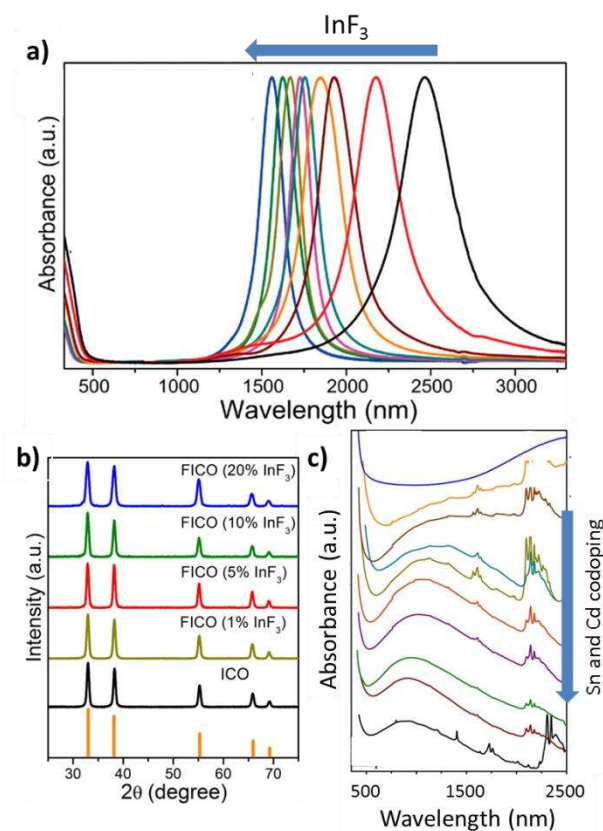 InF₃
a)
Absorbance (a.u.)
500 1000 1500 2000 2500 3000
Wavelength (nm)
b)
Intensity (a.u.)
FICO (20% InF₃)
FICO (10% InF₃)
FICO (5% InF₃)
FICO (1% InF₃)
ICO
30 40 50 60 70
2θ (degree)
c)
Absorbance (a.u.)
Sn and Cd codoping
500 1500 2500
Wavelength (nm)